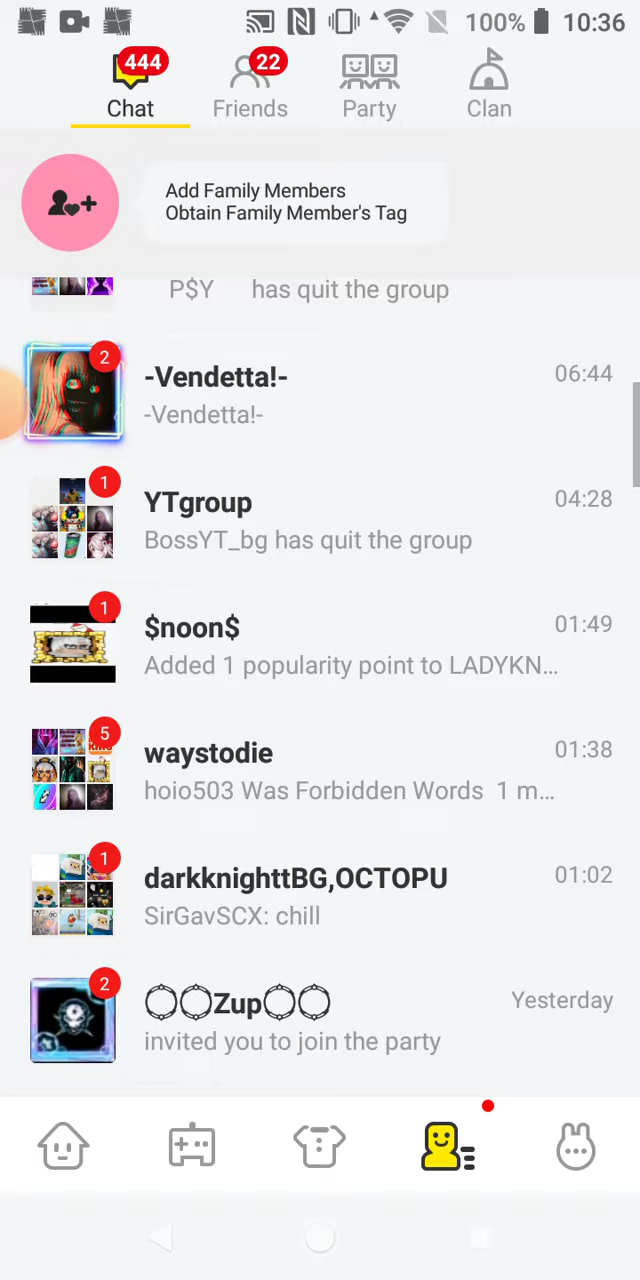 100% 10:36
444
22
Chat
Friends
Party
Clan
Add Family Members
Obtain Family Member's Tag
P$Y has quit the group
2
-Vendetta!-
06:44
-Vendetta!-
1
YTgroup
04:28
BossYT_bg has quit the group
1
$noon$
01:49
Added 1 popularity point to LADYKN...
5
waystodie
01:38
hoio503 Was Forbidden Words 1 m...
1
darkknighttBG,OCTOPU
01:02
SirGavSCX: chill
2
Zup
Yesterday
invited you to join the party